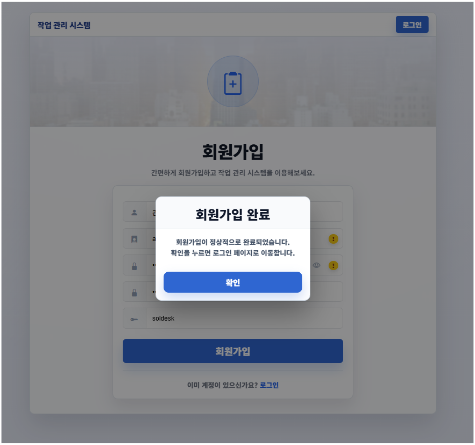 작업 관리 시스템
로그인
회원가입
간편하게 회원가입하고 작업 관리 시스템을 이용해보세요.
회원가입 완료
회원가입이 정상적으로 완료되었습니다.
확인을 누르면 로그인 페이지로 이동합니다.
확인
soldesk
회원가입
이미 계정이 있으신가요? 로그인